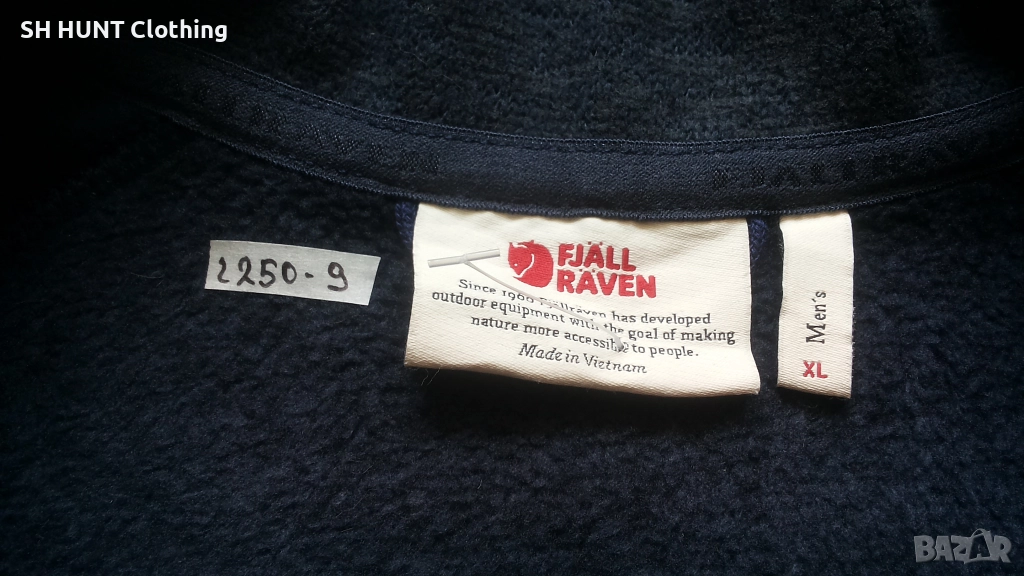 SH HUNT Clothing
2250-9
FJÄLL
RÄVEN
Since 1960 Fjällräven has developed
outdoor equipment with the goal of making
nature more accessible to people.
Made in Vietnam
Men's
XL
BAZAR